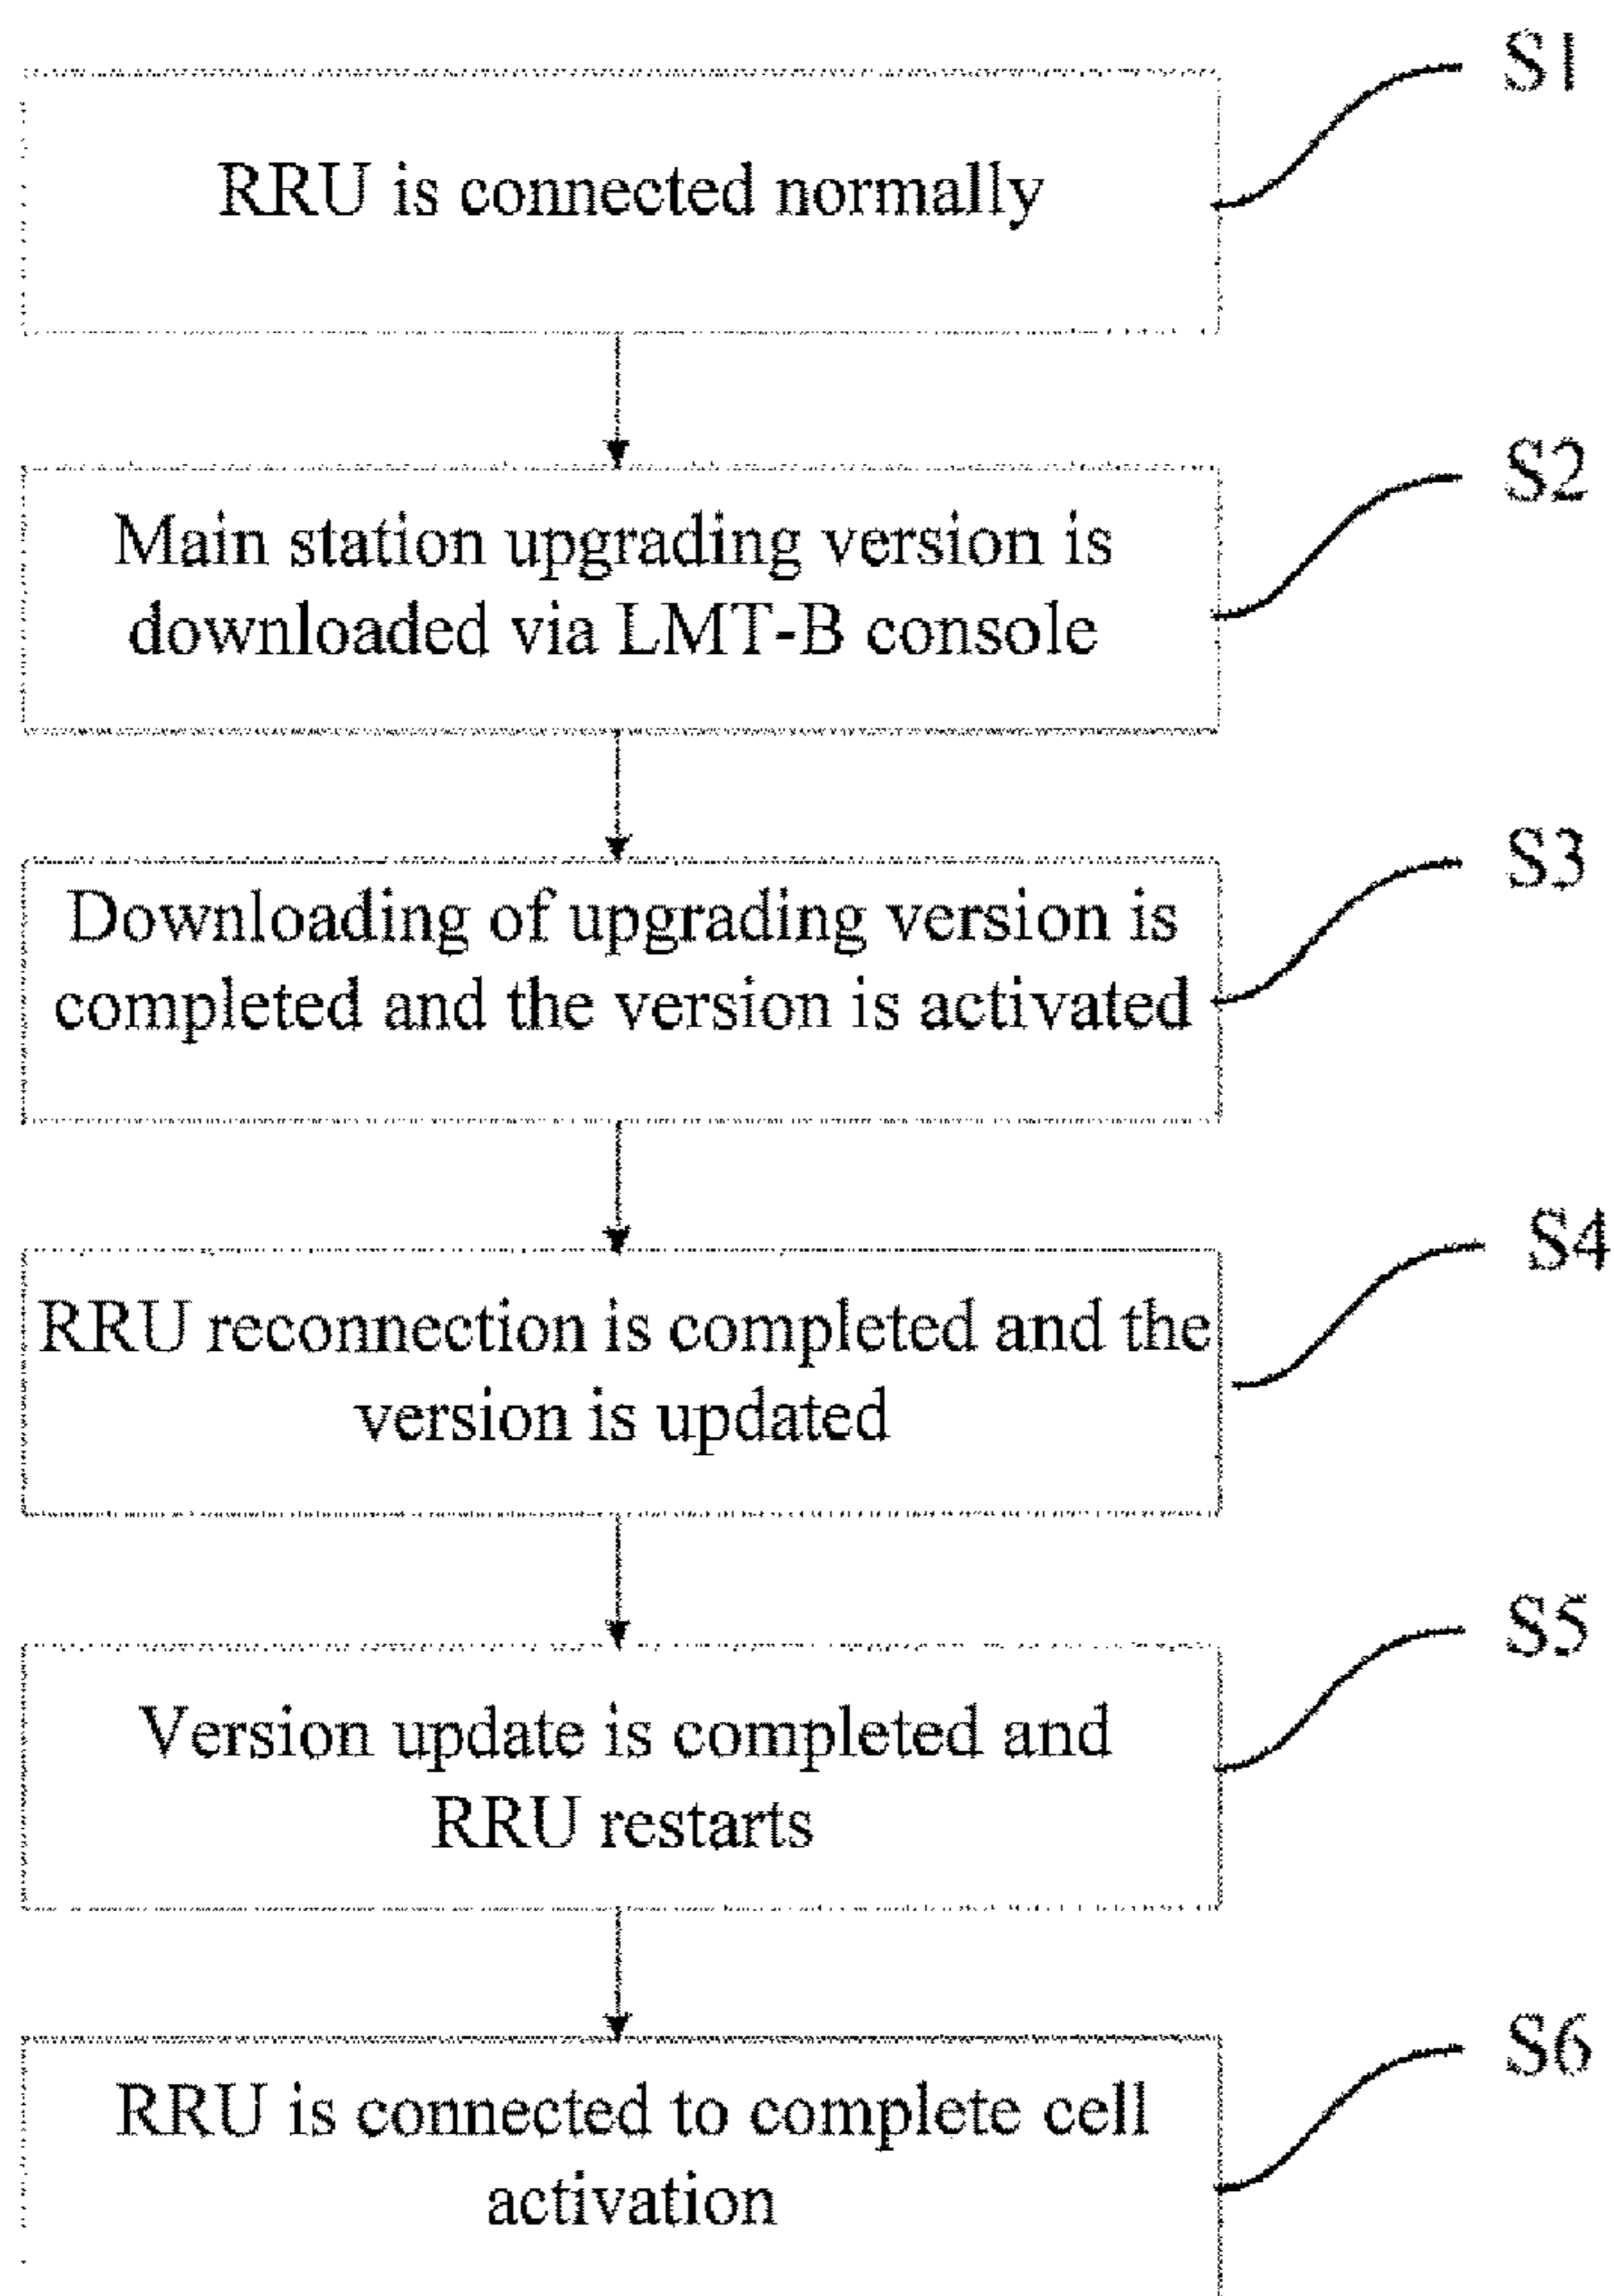 S1
RRU is connected normally
S2
Main station upgrading version is
downloaded via LMT-B console
S3
Downloading of upgrading version is
completed and the version is activated
S4
RRU reconnection is completed and the
version is updated
S5
Version update is completed and
RRU restarts
S6
RRU is connected to complete cell
activation